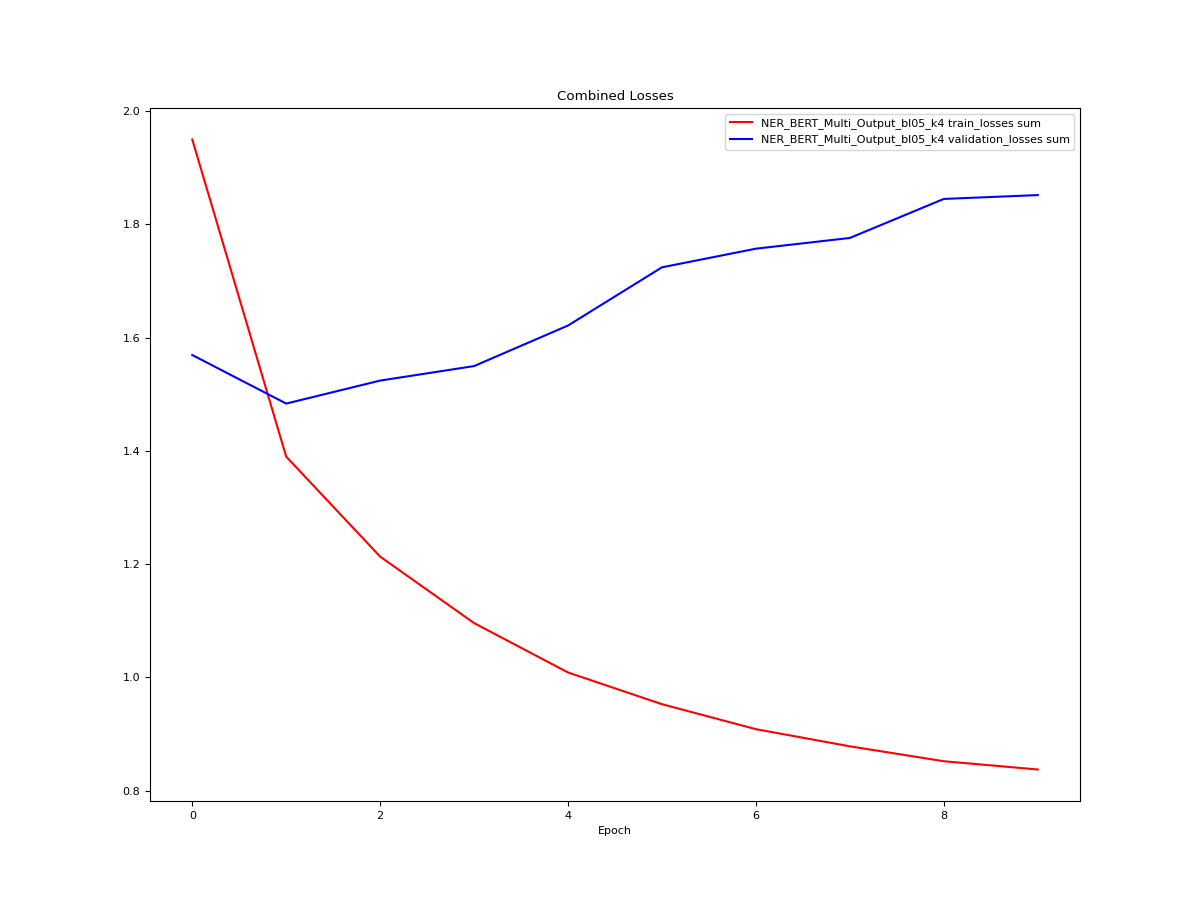 Combined Losses
NER_BERT_Multi_Output_bl05_k4 train_losses sum
NER_BERT_Multi_Output_bl05_k4 validation_losses sum
2.0
1.8
1.6
1.4
1.2
1.0
0.8
0 2 4 6 8
Epoch